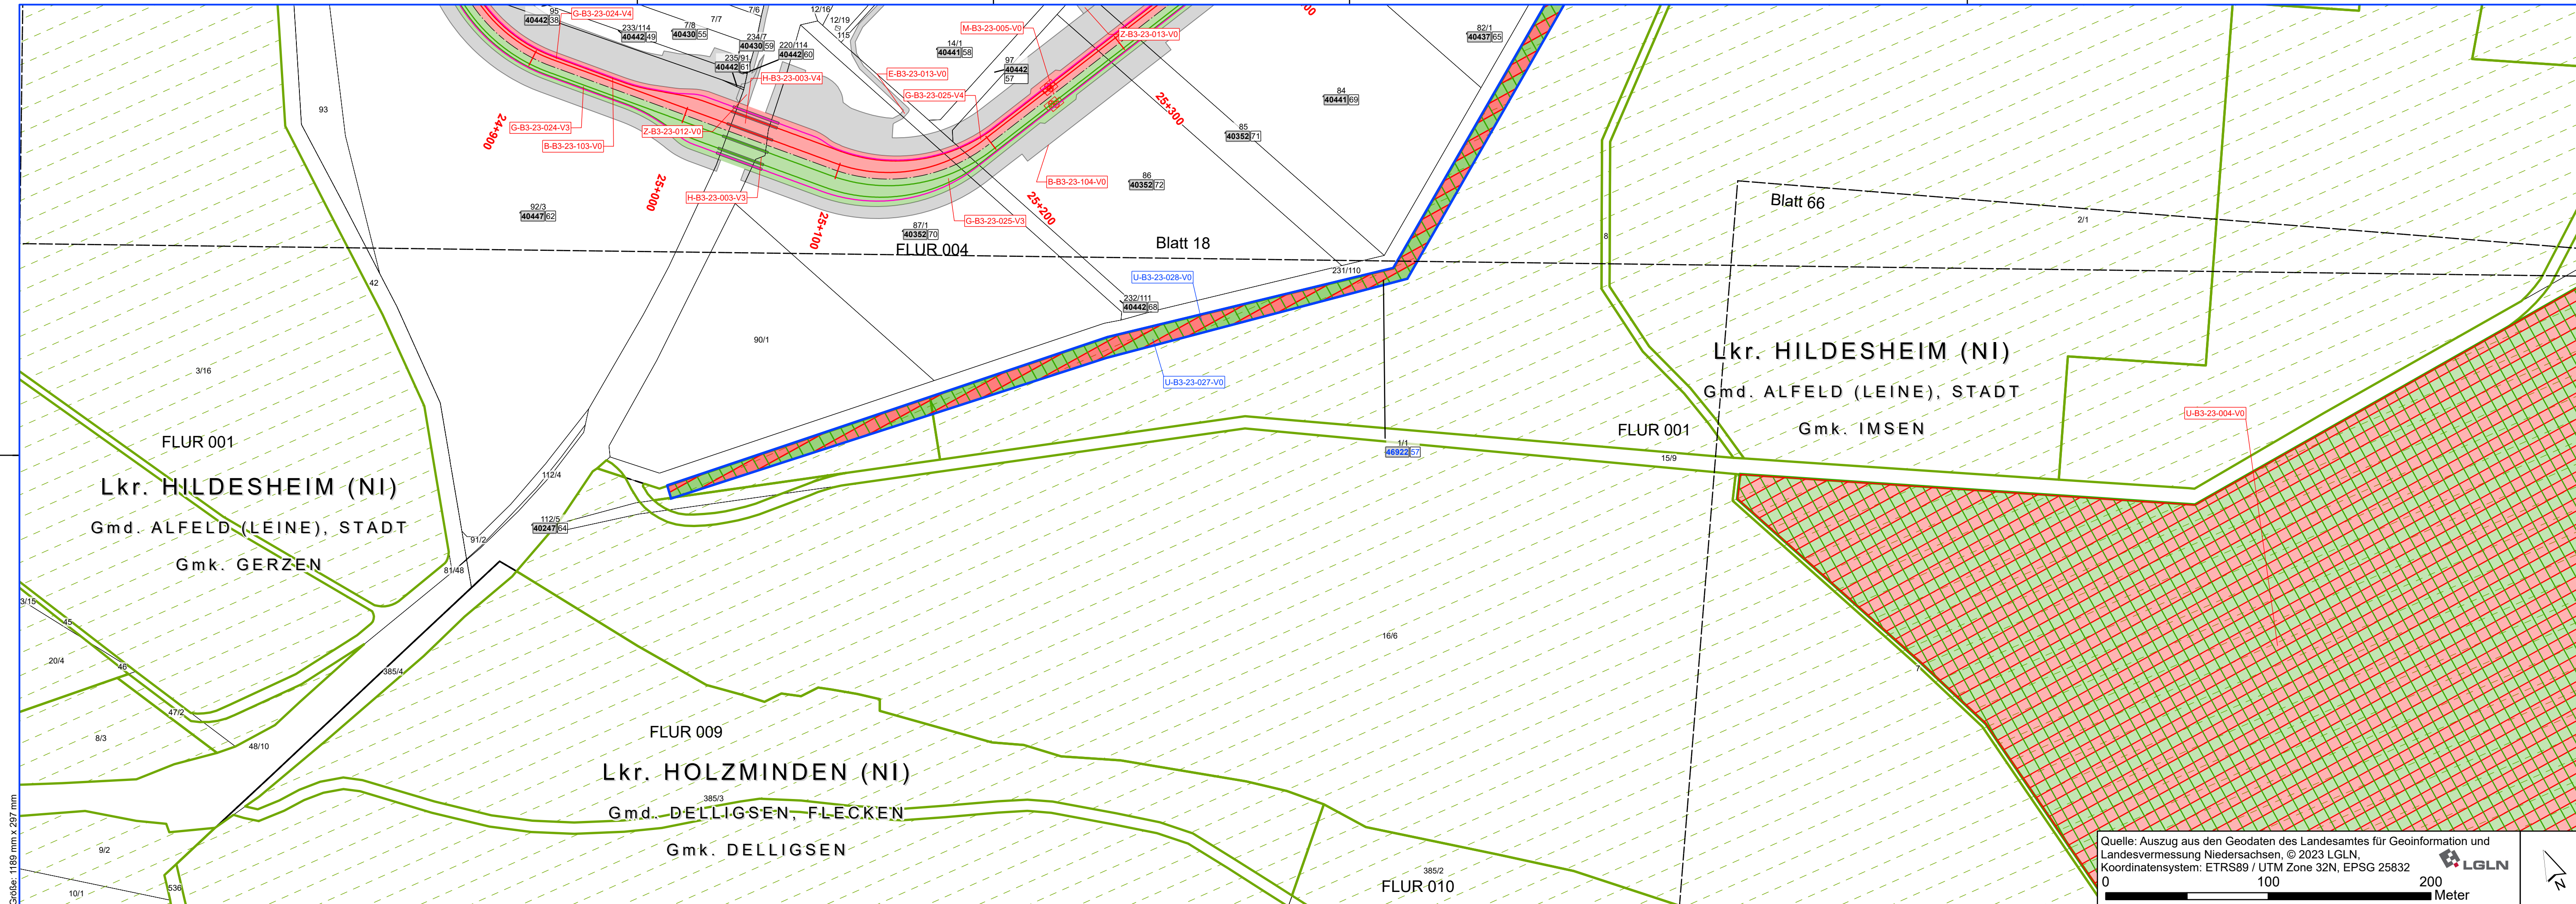 95
40442 38
G-B3-23-024-V4
233/114
40442 49
7/8
40430 55
7/7
7/6
234/7
40430 59
220/114
40442 60
235/91
40442 61
12/16
12/19
115
H-B3-23-003-V4
E-B3-23-013-V0
14/1
40441 58
M-B3-23-005-V0
Z-B3-23-013-V0
97
40442
57
G-B3-23-025-V4
82/1
40437 65
00
84
40441 69
25+300
85
40352 71
93
24+900
G-B3-23-024-V3
B-B3-23-103-V0
Z-B3-23-012-V0
86
40352 72
B-B3-23-104-V0
25+000
H-B3-23-003-V3
25+100
25+200
G-B3-23-025-V3
92/3
40447 62
87/1
40352 70
FLUR 004
Blatt 18
Blatt 66
2/1
8
42
231/110
U-B3-23-028-V0
232/111
40442 68
90/1
3/16
U-B3-23-027-V0
Lkr. HILDESHEIM (NI)
Gmd. ALFELD (LEINE), STADT
Gmk. IMSEN
U-B3-23-004-V0
FLUR 001
FLUR 001
1/1
46922 57
15/9
Lkr. HILDESHEIM (NI)
Gmd. ALFELD (LEINE), STADT
Gmk. GERZEN
112/4
112/5
40247 64
91/2
81/48
3/15
45
46
20/4
47/2
48/10
8/3
385/4
16/6
7
FLUR 009
Lkr. HOLZMINDEN (NI)
385/3
Gmd. DELLIGSEN, FLECKEN
Gmk. DELLIGSEN
9/2
10/1
536
385/2
FLUR 010
Größe: 1189 mm x 297 mm
Quelle: Auszug aus den Geodaten des Landesamtes für Geoinformation und
Landesvermessung Niedersachsen, © 2023 LGLN,
Koordinatensystem: ETRS89 / UTM Zone 32N, EPSG 25832
LGLN
0 100 200
Meter
N